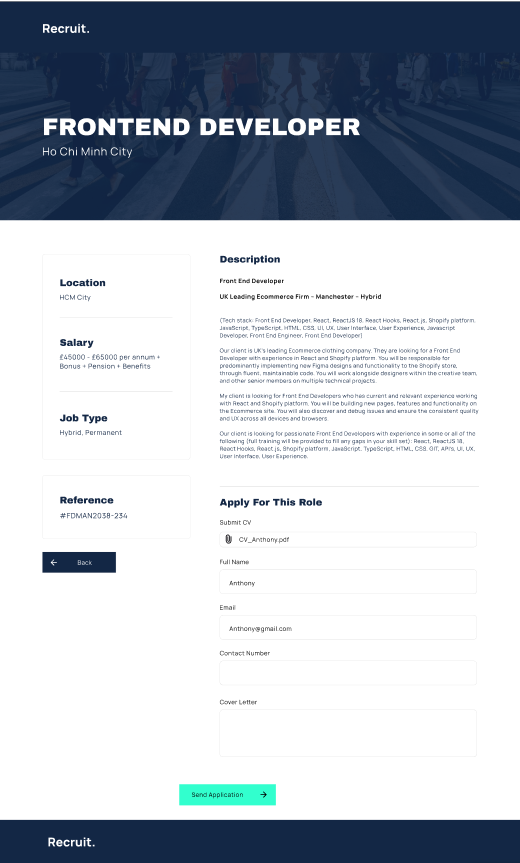 Recruit.
FRONTEND DEVELOPER
Ho Chi Minh City
Location
HCM City
Salary
£45000 - £65000 per annum +
Bonus + Pension + Benefits
Job Type
Hybrid, Permanent
Reference
#FDMAN2038-234
Back
Description
Front End Developer
UK Leading Ecommerce Firm – Manchester – Hybrid
(Tech stack: Front End Developer, React, ReactJS 18, React Hooks, React.js, Shopify platform,
JavaScript, TypeScript, HTML, CSS, UI, UX, User Interface, User Experience, Javascript
Developer, Front End Engineer, Front End Developer)
Our client is UK's leading Ecommerce clothing company. They are looking for a Front End
Developer with experience in React and Shopify platform. You will be responsible for
predominantly implementing new Figma designs and functionality to the Shopify store,
through fluent, maintainable code. You will work alongside designers within the creative team,
and other senior members on multiple technical projects
My client is looking for Front End Developers who has current and relevant experience working
with React and Shopify platform. You will be building new pages, features and functionality on
the Ecommerce site. You will also discover and debug issues and ensure the consistent quality
and UX across all devices and browsers
Our client is looking for passionate Front End Developers with experience in some or all of the
following (full training will be provided to fill any gaps in your skill set): React, ReactJS 18,
React Hooks, React.js, Shopify platform, JavaScript, TypeScript, HTML, CSS, GIT, API's, UI, UX,
User Interface, User Experience.
Apply For This Role
Submit CV
CV_Anthony.pdf
Full Name
Anthony
Email
Anthony@gmail.com
Contact Number
Cover Letter
Send Application
Recruit.